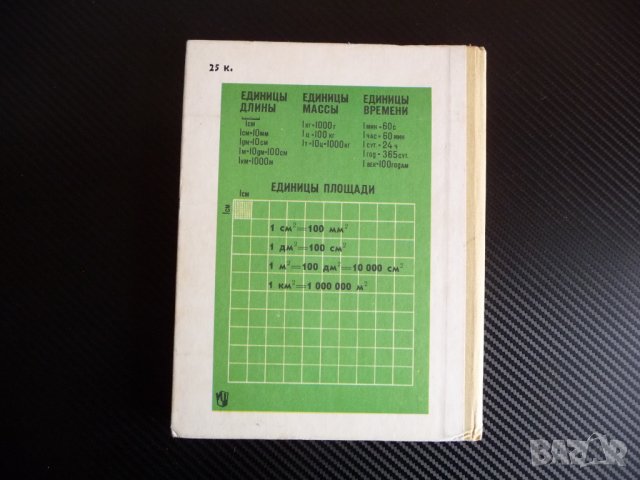 25 к.
ЕДИНИЦЫ ДЛИНЫ
1см
1см=10мм
1дм=10см
1м=10дм=100см
1км=1000м
ЕДИНИЦЫ МАССЫ
1кг=1000г
1ц=100кг
1т=10ц=1000кг
ЕДИНИЦЫ ВРЕМЕНИ
1мин=60с
1час=60мин
1сут.=24ч
1год=365сут.
1век=100годам
ЕДИНИЦЫ ПЛОЩАДИ
1см
1см
1 см²=100 мм²
1 дм²=100 см²
1 м²=100 дм²=10 000 см²
1 км²=1 000 000 м²
BAZAR